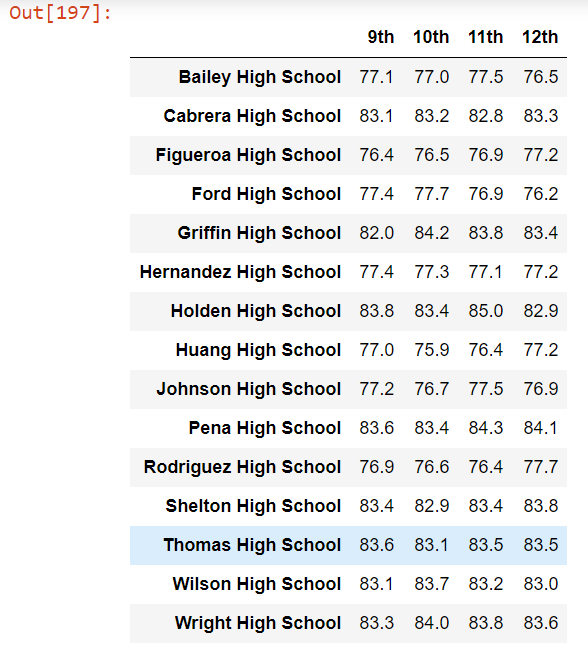 Out[197]:
9th 10th 11th 12th
Bailey High School 77.1 77.0 77.5 76.5
Cabrera High School 83.1 83.2 82.8 83.3
Figueroa High School 76.4 76.5 76.9 77.2
Ford High School 77.4 77.7 76.9 76.2
Griffin High School 82.0 84.2 83.8 83.4
Hernandez High School 77.4 77.3 77.1 77.2
Holden High School 83.8 83.4 85.0 82.9
Huang High School 77.0 75.9 76.4 77.2
Johnson High School 77.2 76.7 77.5 76.9
Pena High School 83.6 83.4 84.3 84.1
Rodriguez High School 76.9 76.6 76.4 77.7
Shelton High School 83.4 82.9 83.4 83.8
Thomas High School 83.6 83.1 83.5 83.5
Wilson High School 83.1 83.7 83.2 83.0
Wright High School 83.3 84.0 83.8 83.6